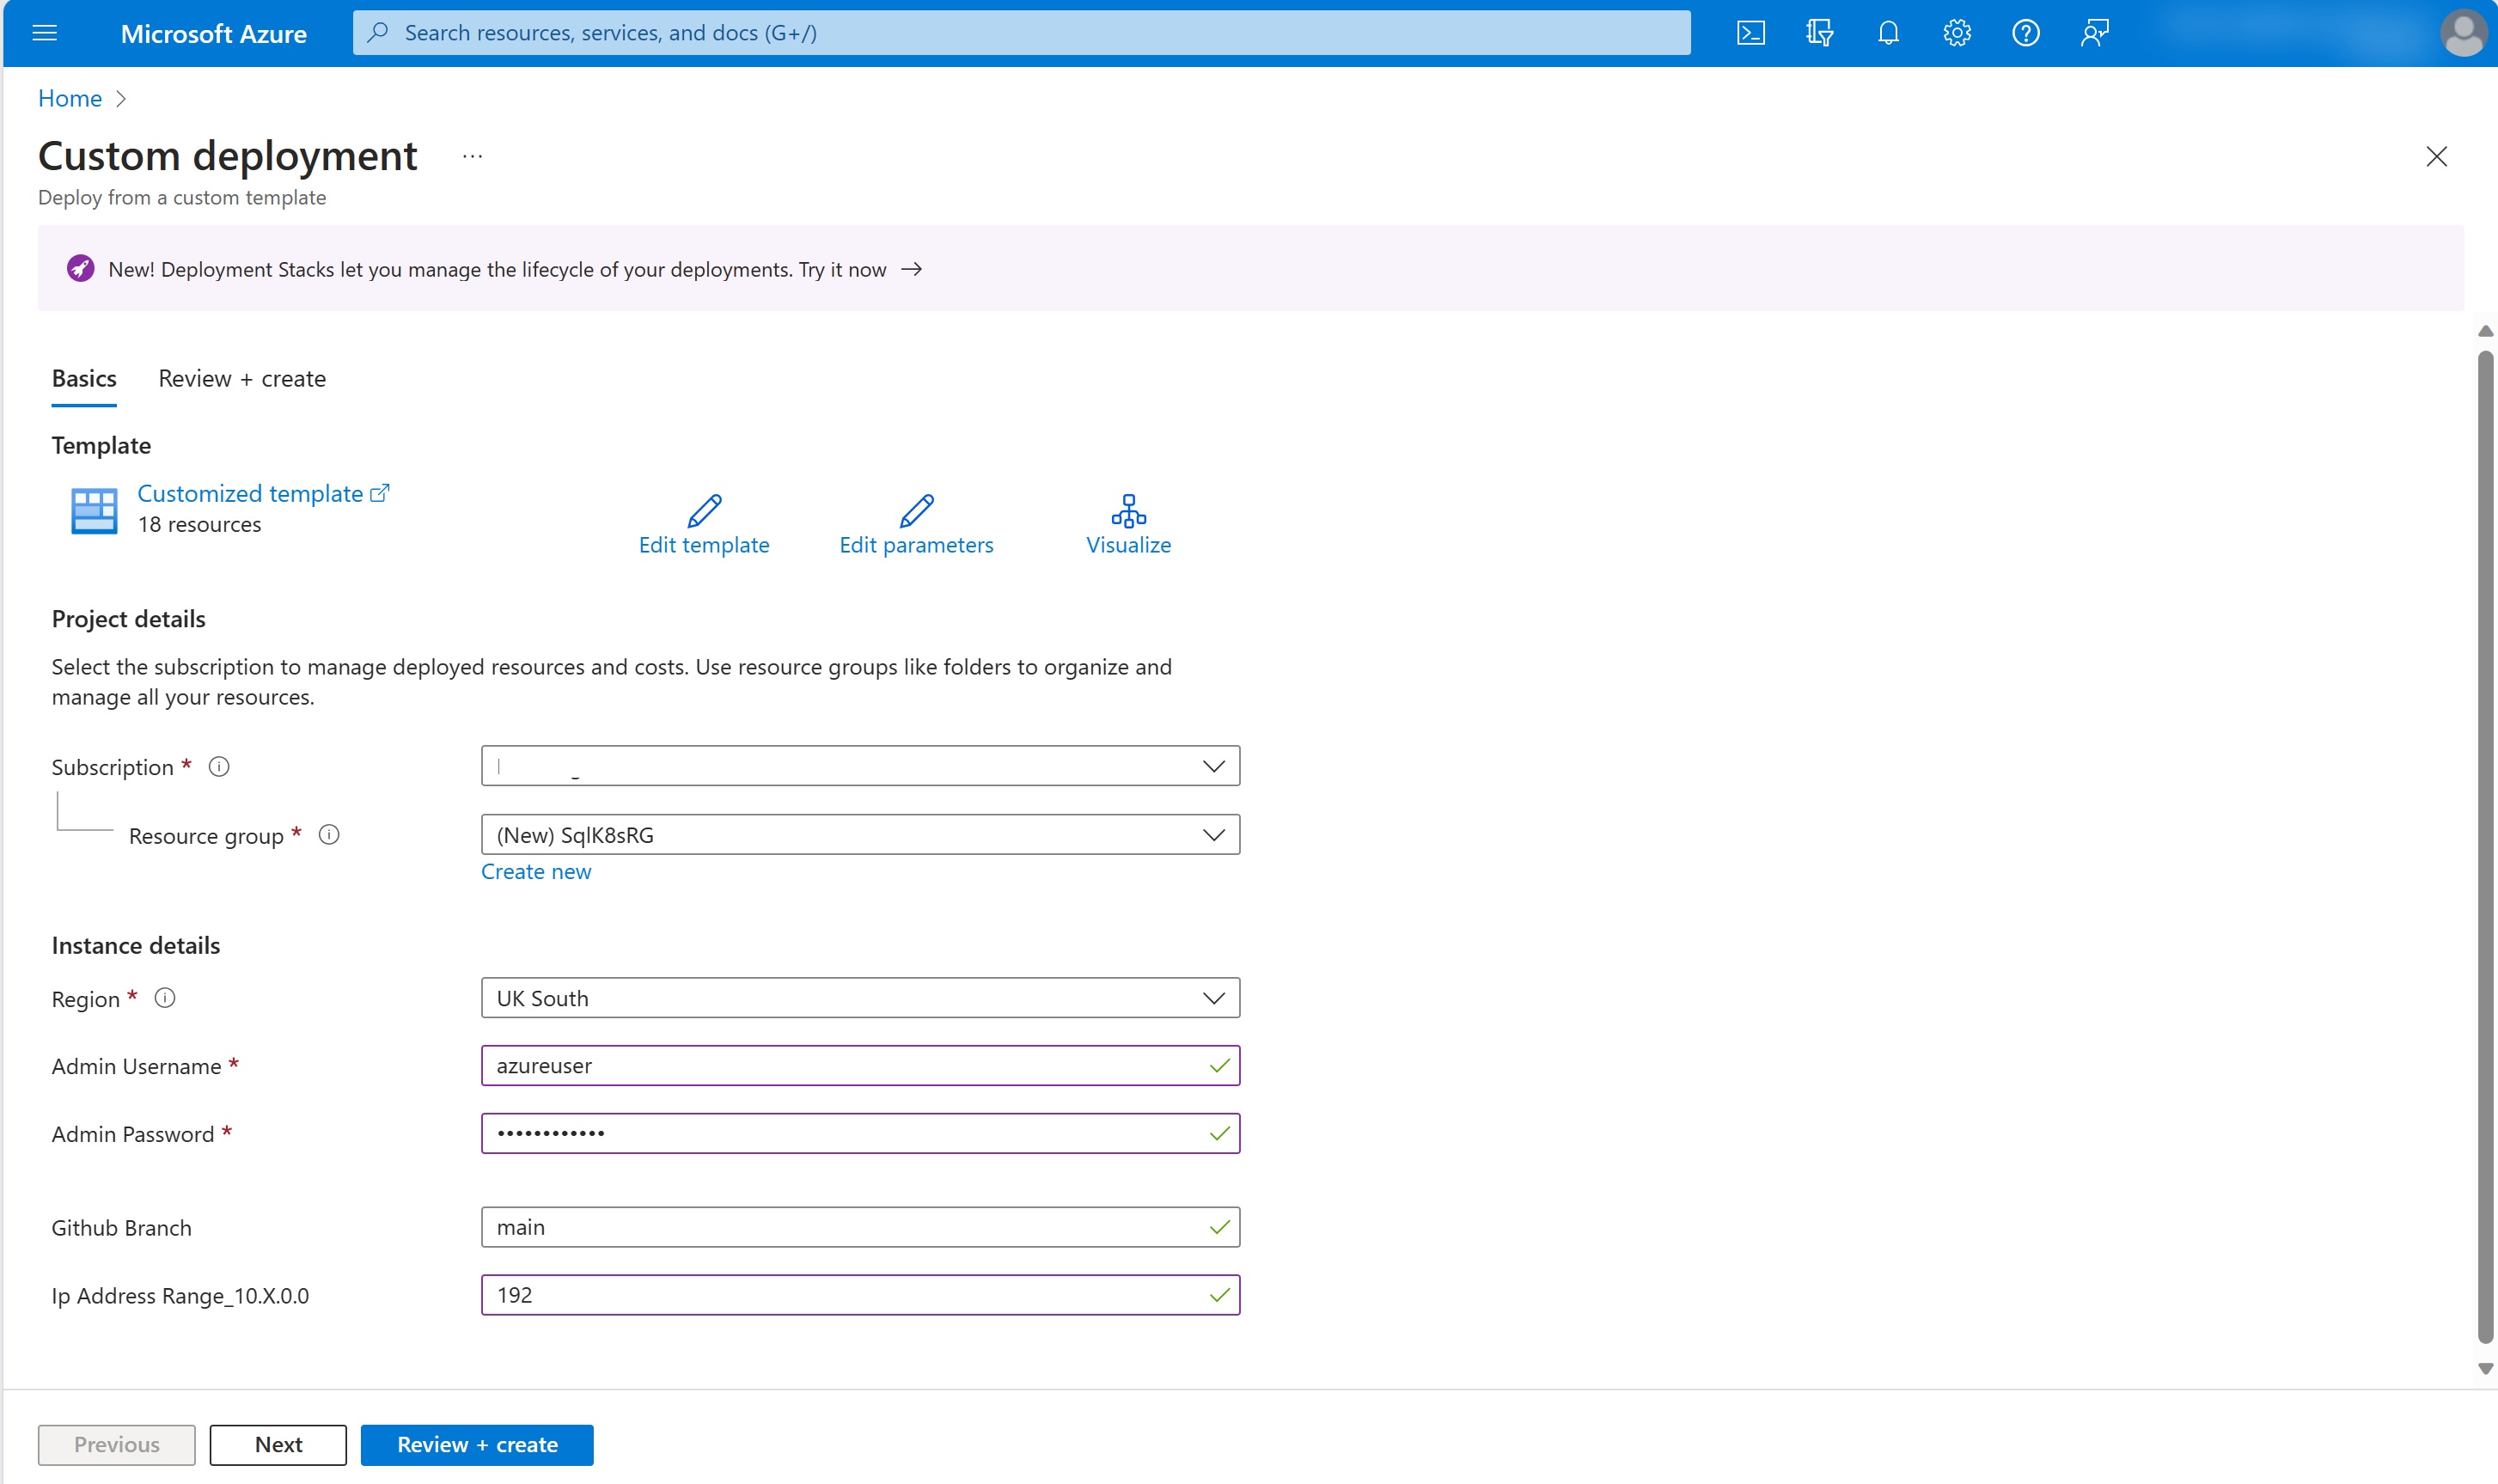 Microsoft Azure
Search resources, services, and docs (G+/)
Home
Custom deployment
...
Deploy from a custom template
New! Deployment Stacks let you manage the lifecycle of your deployments. Try it now →
Basics
Review + create
Template
Customized template
18 resources
Edit template
Edit parameters
Visualize
Project details
Select the subscription to manage deployed resources and costs. Use resource groups like folders to organize and
manage all your resources.
Subscription *
Resource group *
(New) SqlK8sRG
Create new
Instance details
Region *
UK South
Admin Username *
azureuser
Admin Password *
••••••••••••
Github Branch
main
Ip Address Range_10.X.0.0
192
Previous
Next
Review + create